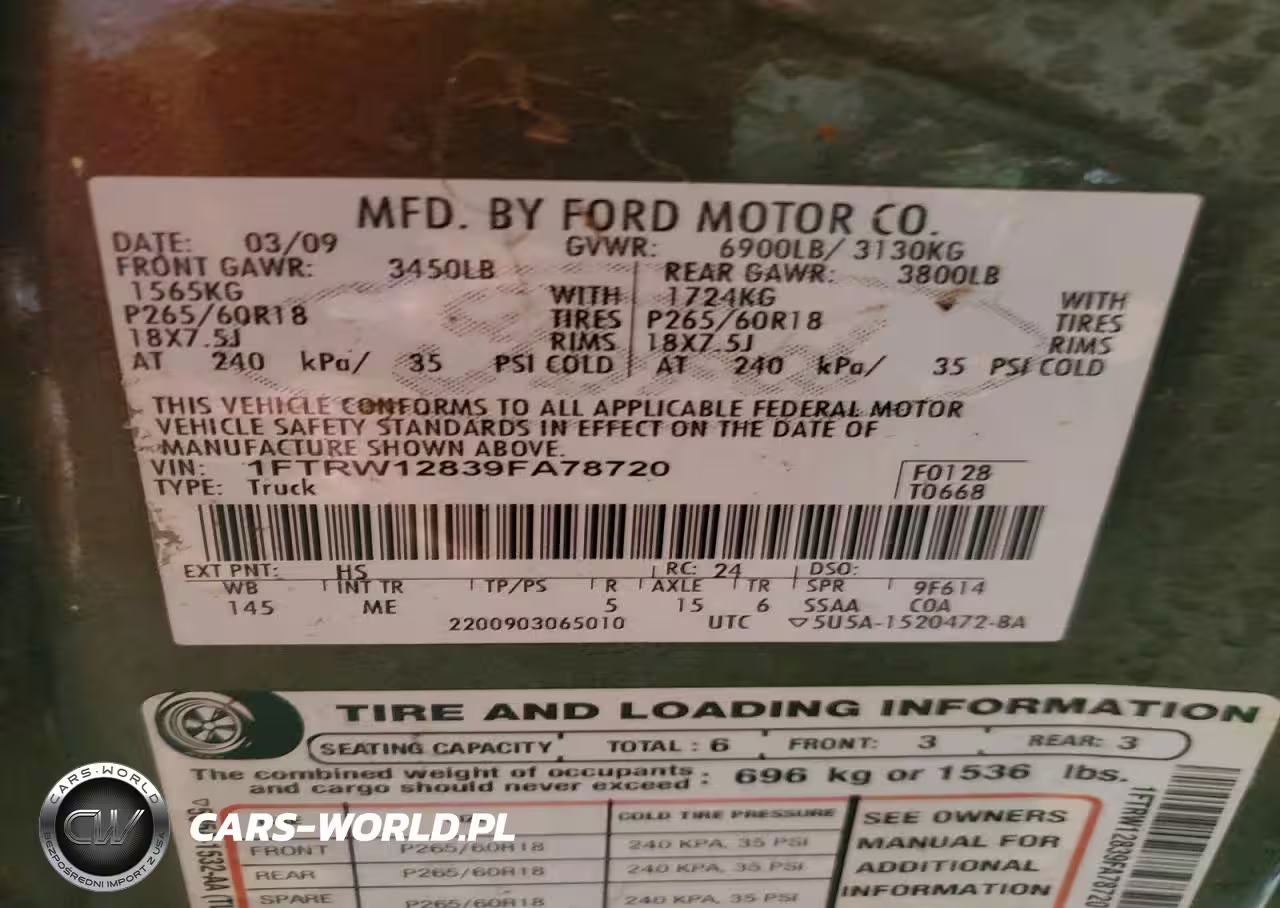 MFD. BY FORD MOTOR CO.
DATE: 03/09 GVWR: 6900LB/ 3130KG
FRONT GAWR: 3450LB REAR GAWR: 3800LB
1565KG WITH 1724KG WITH
P265/60R18 TIRES P265/60R18 TIRES
18X7.5J RIMS 18X7.5J RIMS
AT 240 kPa/ 35 PSI COLD AT 240 kPa/ 35 PSI COLD
THIS VEHICLE CONFORMS TO ALL APPLICABLE FEDERAL MOTOR
VEHICLE SAFETY STANDARDS IN EFFECT ON THE DATE OF
MANUFACTURE SHOWN ABOVE.
VIN: 1FTRW12839FA78720 F0128
TYPE: Truck T0668
EXT PNT: HS RC: 24 DSO:
WB INT TR TP/PS R AXLE TR SPR 9F614
145 ME 5 15 6 SSAA COA
2200903065010 UTC ▽5U5A-1520472-BA
TIRE AND LOADING INFORMATION
SEATING CAPACITY TOTAL : 6 FRONT: 3 REAR: 3
The combined weight of occupants : 696 kg or 1536 lbs.
and cargo should never exceed
COLD TIRE PRESSURE SEE OWNERS
FRONT P265/60R18 240 KPA, 35 PSI MANUAL FOR
REAR P265/60R18 240 KPA, 35 PSI ADDITIONAL
SPARE P265/60R18 240 KPA, 35 PSI INFORMATION
1FTRW12839FA78720
CARS-WORLD
CW
BEZPOŚREDNI IMPORT Z USA
CARS-WORLD.PL